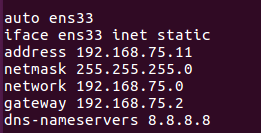 auto ens33
iface ens33 inet static
address 192.168.75.11
netmask 255.255.255.0
network 192.168.75.0
gateway 192.168.75.2
dns-nameservers 8.8.8.8